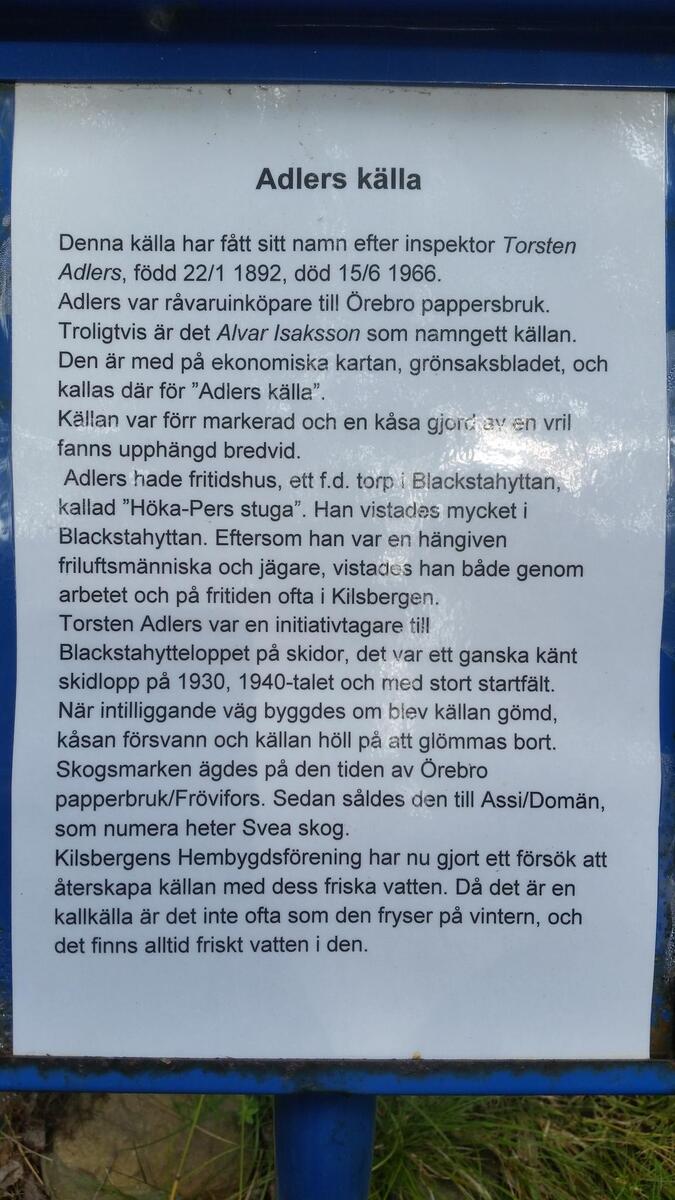 Adlers källa
Denna källa har fått sitt namn efter inspektor Torsten
Adlers, född 22/1 1892, död 15/6 1966.
Adlers var råvaruinköpare till Örebro pappersbruk.
Troligtvis är det Alvar Isaksson som namngett källan.
Den är med på ekonomiska kartan, grönsaksbladet, och
kallas där för ”Adlers källa”.
Källan var förr markerad och en kåsa gjord av en vril
fanns upphängd bredvid.
Adlers hade fritidshus, ett f.d. torp i Blackstahyttan,
kallad ”Höka-Pers stuga”. Han vistades mycket i
Blackstahyttan. Eftersom han var en hängiven
friluftsmänniska och jägare, vistades han både genom
arbetet och på fritiden ofta i Kilsbergen.
Torsten Adlers var en initiativtagare till
Blackstahytteloppet på skidor, det var ett ganska känt
skidlopp på 1930, 1940-talet och med stort startfält.
När intilliggande väg byggdes om blev källan gömd,
kåsan försvann och källan höll på att glömmas bort.
Skogsmarken ägdes på den tiden av Örebro
papperbruk/Frövifors. Sedan såldes den till Assi/Domän,
som numera heter Svea skog.
Kilsbergens Hembygdsförening har nu gjort ett försök att
återskapa källan med dess friska vatten. Då det är en
kallkälla är det inte ofta som den fryser på vintern, och
det finns alltid friskt vatten i den.